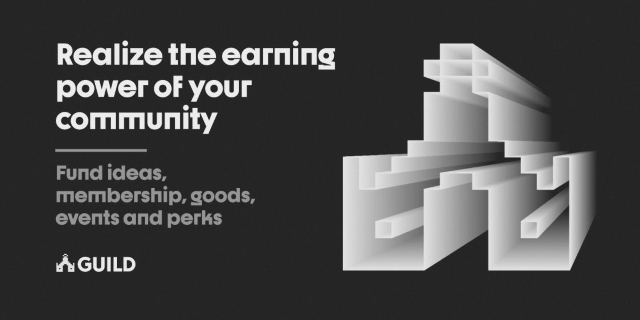 Realize the earning
power of your
community
Fund ideas,
membership, goods,
events and perks
GUILD